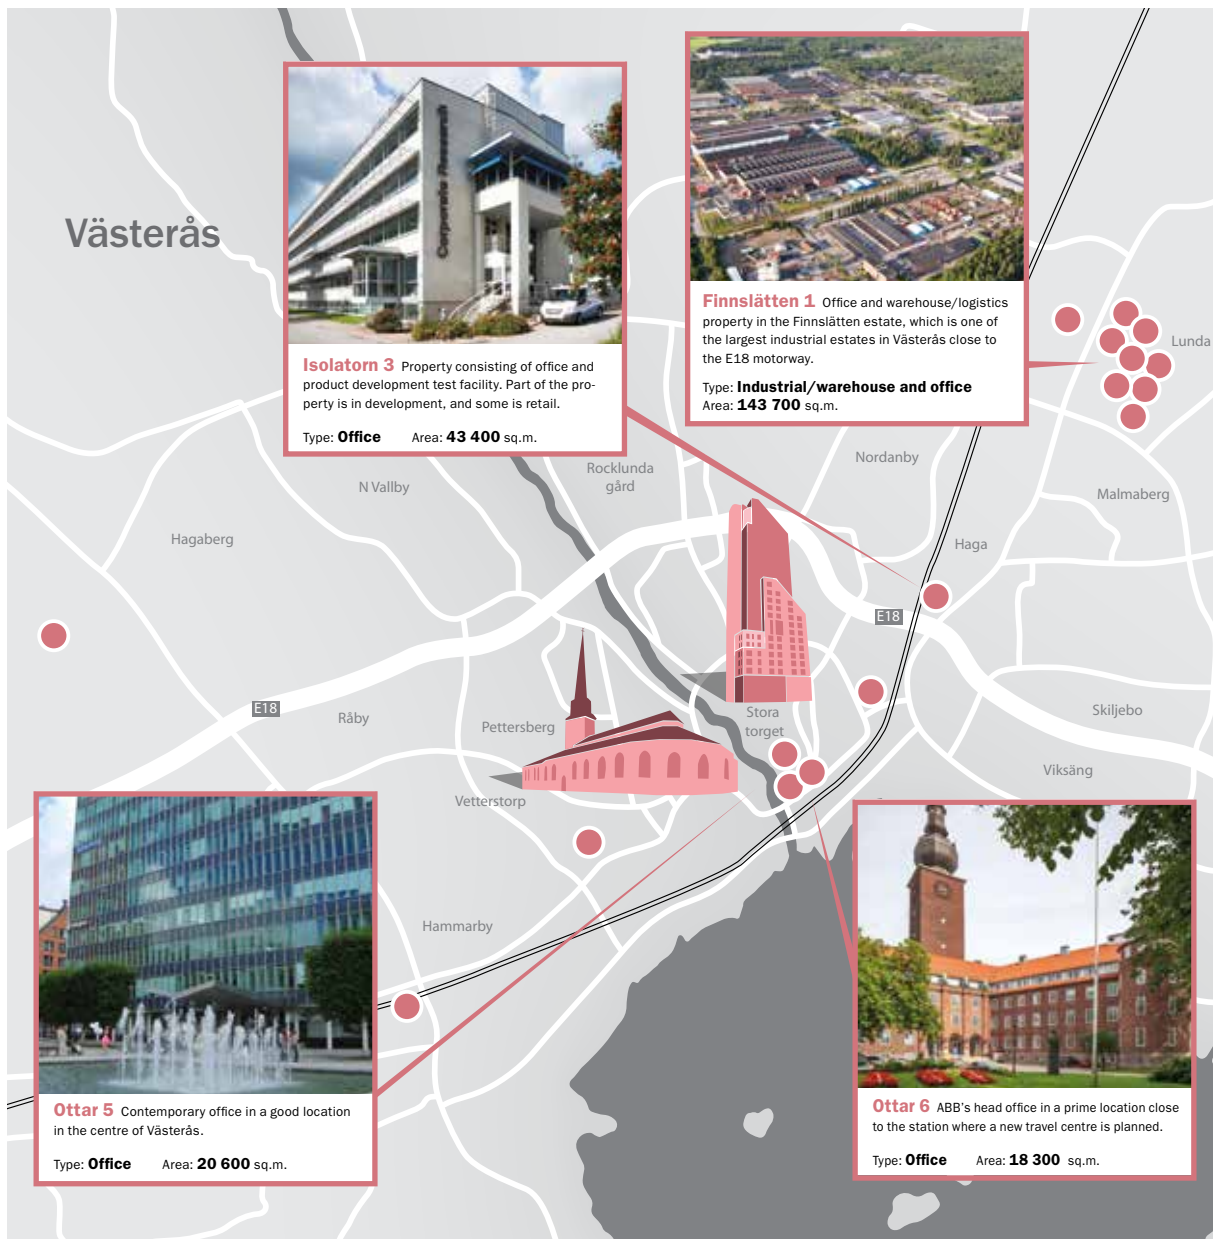 Västerås
Corporate Research
Isolatorn 3 Property consisting of office and
product development test facility. Part of the pro-
perty is in development, and some is retail.
Type: Office Area: 43 400 sq.m.
Finnslätten 1 Office and warehouse/logistics
property in the Finnslätten estate, which is one of
the largest industrial estates in Västerås close to
the E18 motorway.
Type: Industrial/warehouse and office
Area: 143 700 sq.m.
Lunda
Rocklunda
gård
Nordanby
N Vallby
Malmaberg
Hagaberg
Haga
E18
E18
Råby
Pettersberg
Stora
torget
Skiljebo
Viksäng
Vetterstorp
Hammarby
Ottar 5 Contemporary office in a good location
in the centre of Västerås.
Type: Office Area: 20 600 sq.m.
Ottar 6 ABB's head office in a prime location close
to the station where a new travel centre is planned.
Type: Office Area: 18 300 sq.m.